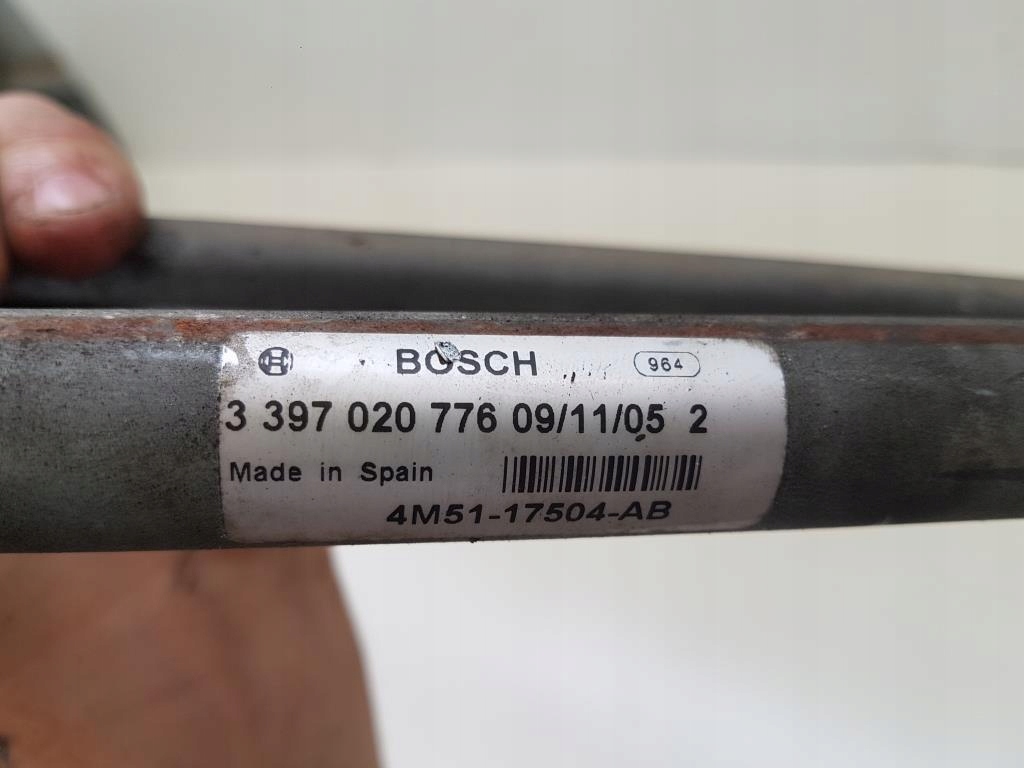 BOSCH 964
3 397 020 776 09/11/05 2
Made in Spain
4M51-17504-AB